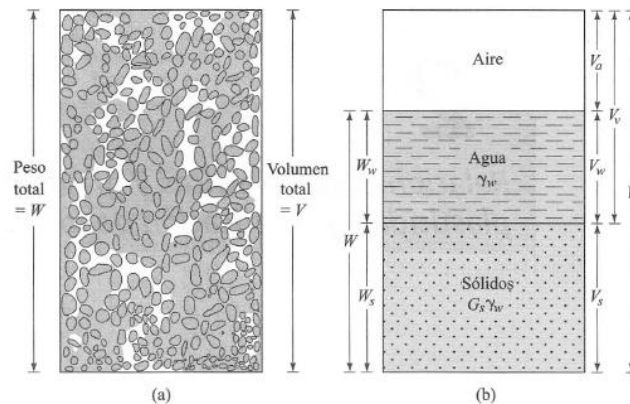 Peso
total
= W
Volumen
total
= V
(a)
Aire
Agua
γw
Sólidos
Gsγw
W
Ww
Ws
Va
Vw
Vs
Vv
(b)